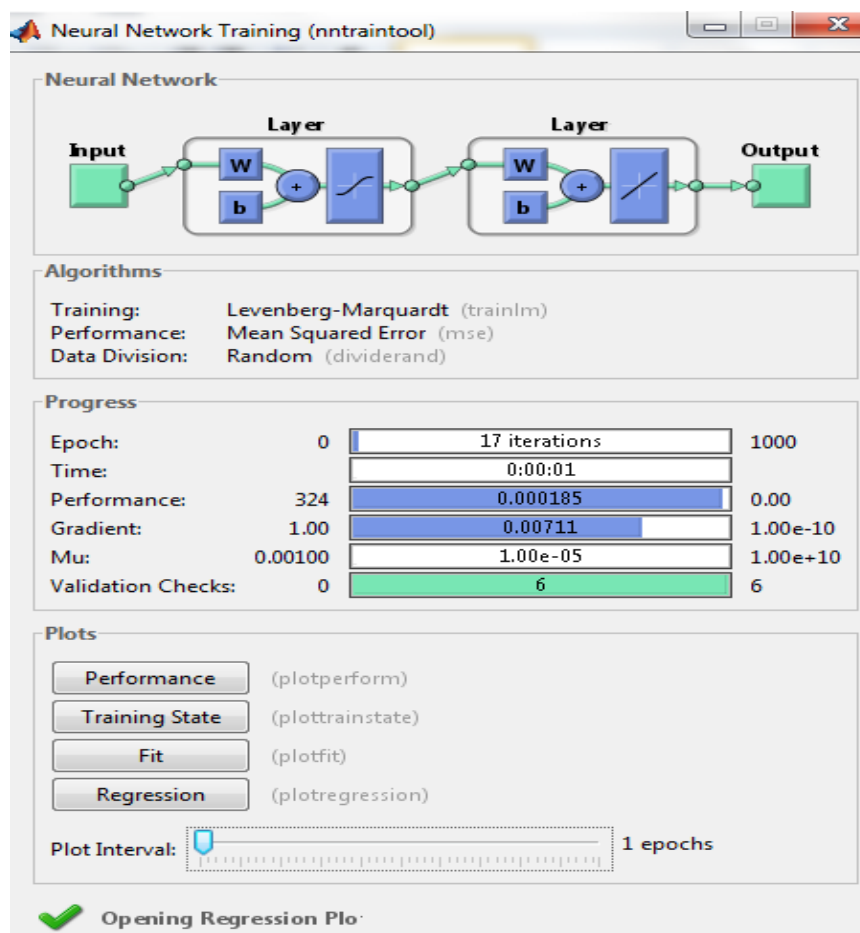 Neural Network Training (nntraintool)
Neural Network
Layer Layer
Input Output
W W
b b
+ +
Algorithms
Training: Levenberg-Marquardt (trainlm)
Performance: Mean Squared Error (mse)
Data Division: Random (dividerand)
Progress
Epoch: 0 17 iterations 1000
Time: 0:00:01
Performance: 324 0.000185 0.00
Gradient: 1.00 0.00711 1.00e-10
Mu: 0.00100 1.00e-05 1.00e+10
Validation Checks: 0 6 6
Plots
Performance (plotperform)
Training State (plottrainstate)
Fit (plotfit)
Regression (plotregression)
Plot Interval: 1 epochs
Opening Regression Plo